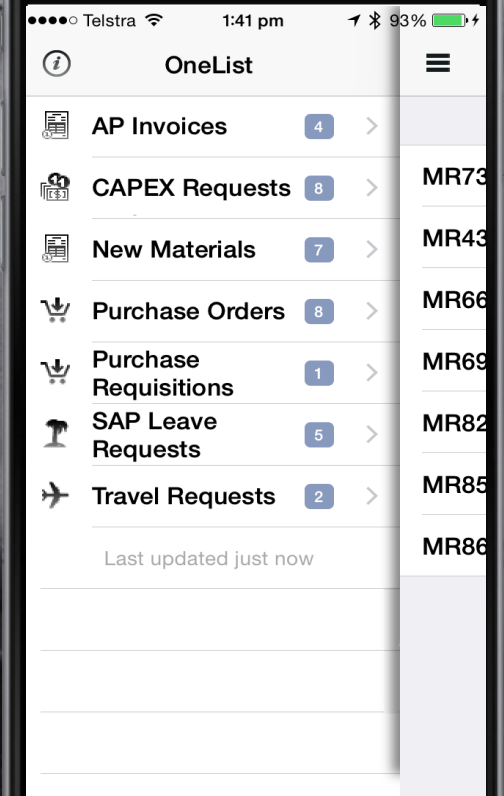 Telstra 1:41 pm 93%
OneList
AP Invoices 4
CAPEX Requests 8
New Materials 7
Purchase Orders 8
Purchase
Requisitions 1
SAP Leave
Requests 5
Travel Requests 2
Last updated just now
MR73
MR43
MR66
MR69
MR82
MR85
MR86